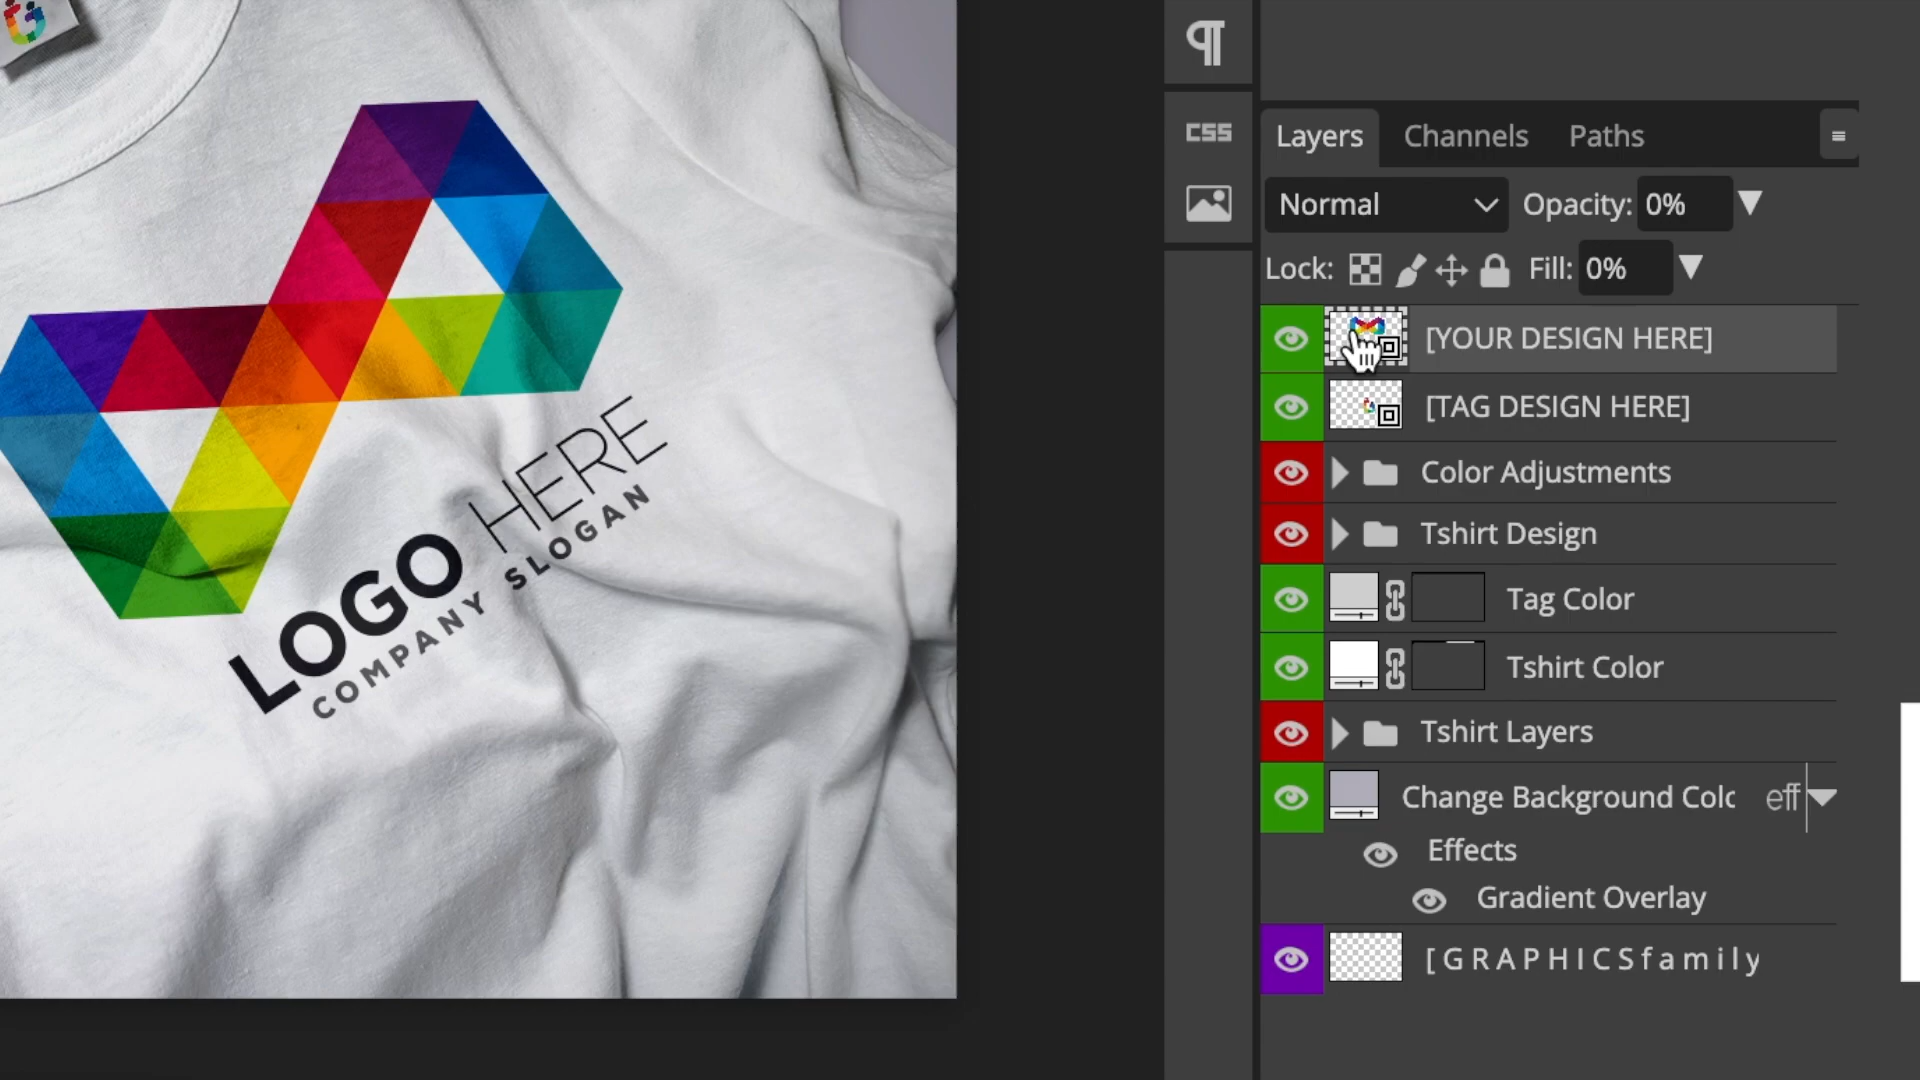 LOGO HERE
COMPANY SLOGAN
CSS
Layers
Channels
Paths
Normal
Opacity: 0%
Lock:
Fill: 0%
[YOUR DESIGN HERE]
[TAG DESIGN HERE]
Color Adjustments
Tshirt Design
Tag Color
Tshirt Color
Tshirt Layers
Change Background Colo
eff
Effects
Gradient Overlay
[GRAPHICSfamily